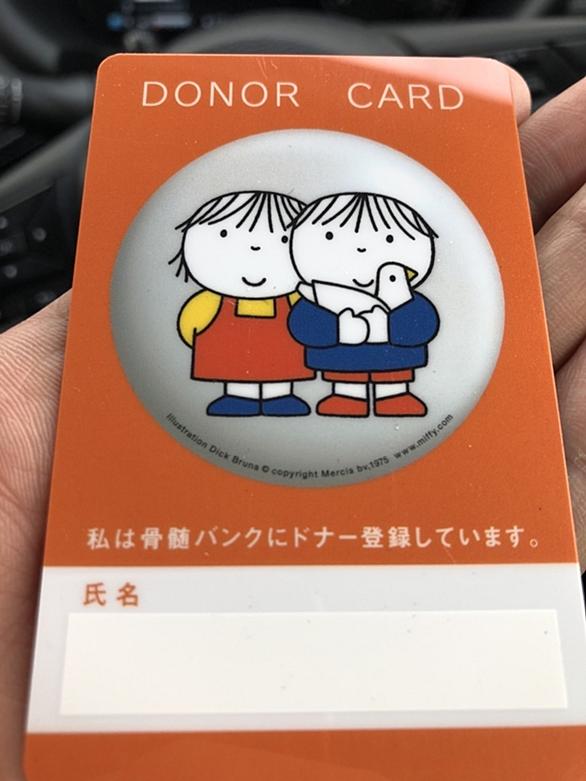 DONOR CARD
illustration Dick Bruna © copyright Mercis bv,1975 www.miffy.com
私は骨髄バンクにドナー登録しています。
氏名